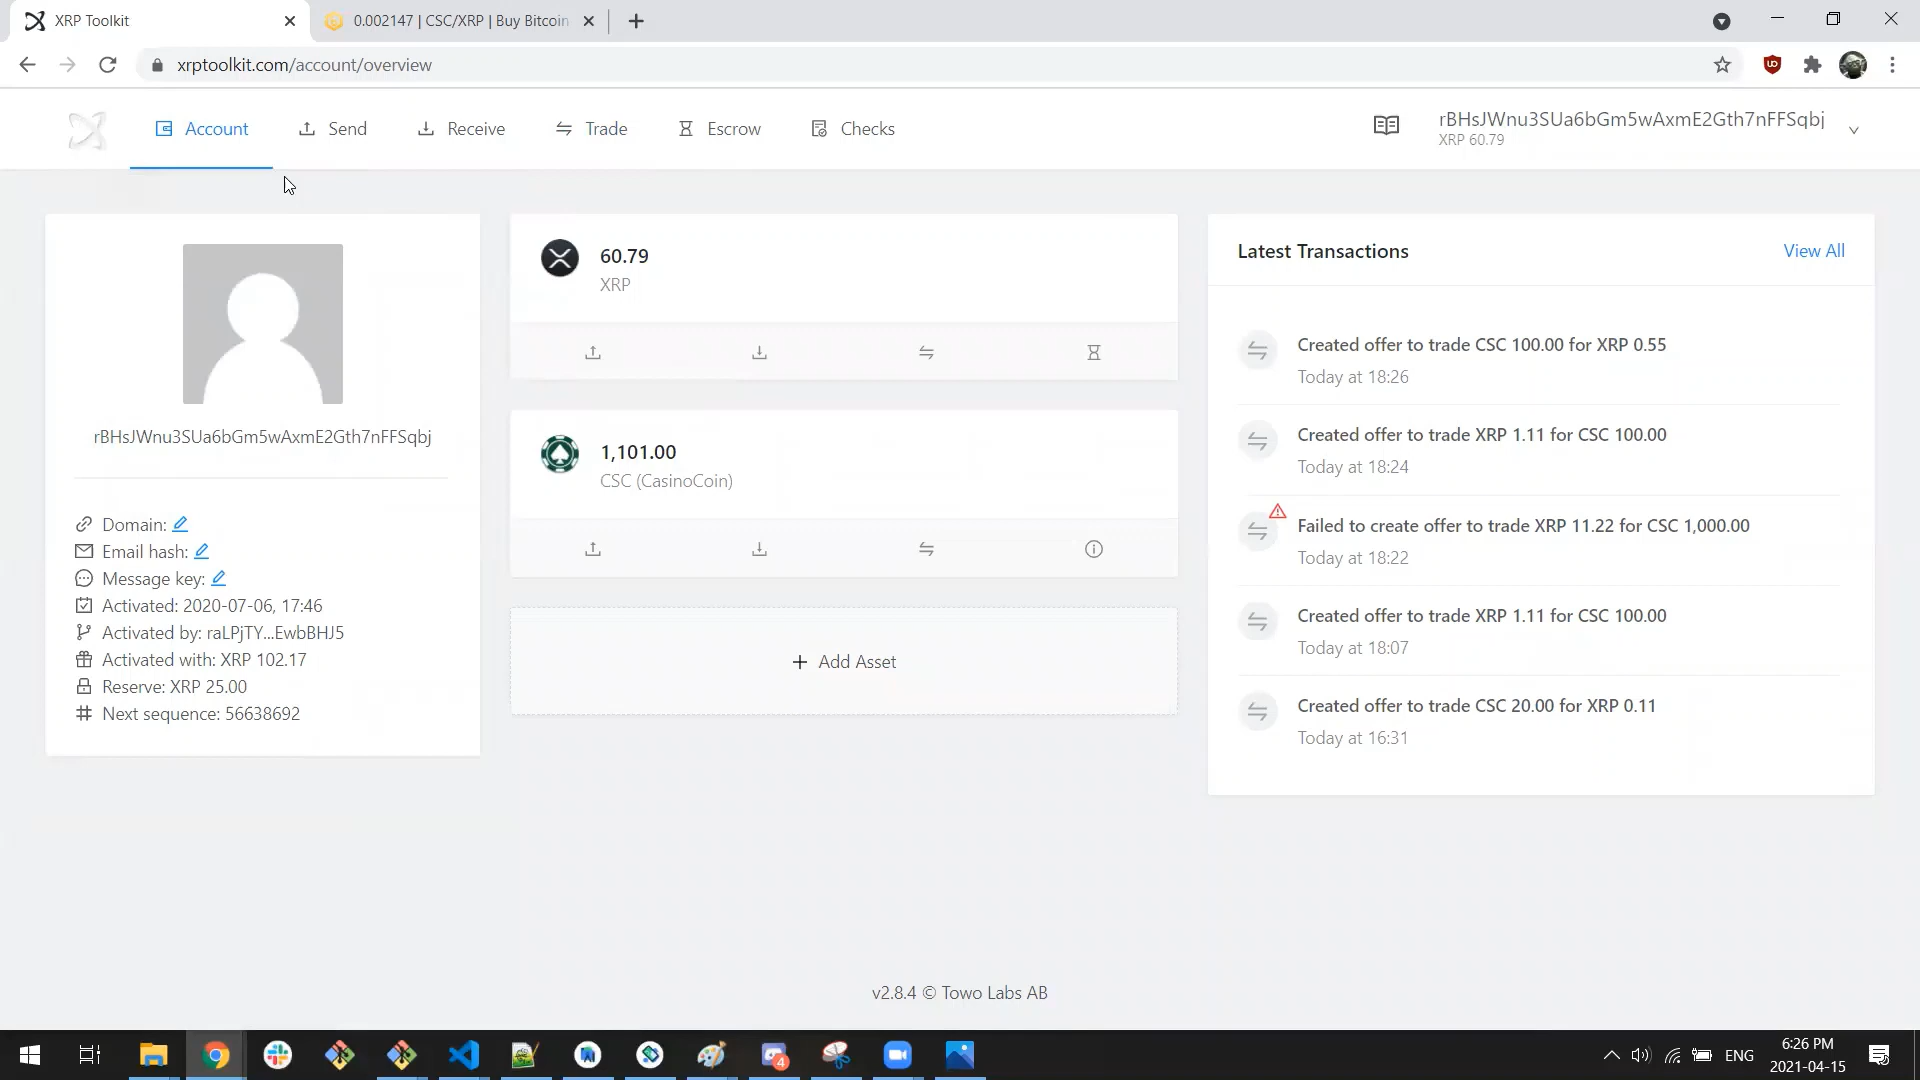 XRP Toolkit
0.002147 | CSC/XRP | Buy Bitcoin
xrptoolkit.com/account/overview
Account
Send
Receive
Trade
Escrow
Checks
rBHsJWnu3SUa6bGm5wAxmE2Gth7nFFSqbj
XRP 60.79
rBHsJWnu3SUa6bGm5wAxmE2Gth7nFFSqbj
Domain:
Email hash:
Message key:
Activated: 2020-07-06, 17:46
Activated by: raLPjTY...EwbBHJ5
Activated with: XRP 102.17
Reserve: XRP 25.00
Next sequence: 56638692
60.79
XRP
1,101.00
CSC (CasinoCoin)
+ Add Asset
Latest Transactions
View All
Created offer to trade CSC 100.00 for XRP 0.55
Today at 18:26
Created offer to trade XRP 1.11 for CSC 100.00
Today at 18:24
Failed to create offer to trade XRP 11.22 for CSC 1,000.00
Today at 18:22
Created offer to trade XRP 1.11 for CSC 100.00
Today at 18:07
Created offer to trade CSC 20.00 for XRP 0.11
Today at 16:31
v2.8.4 © Towo Labs AB
4
ENG
6:26 PM
2021-04-15